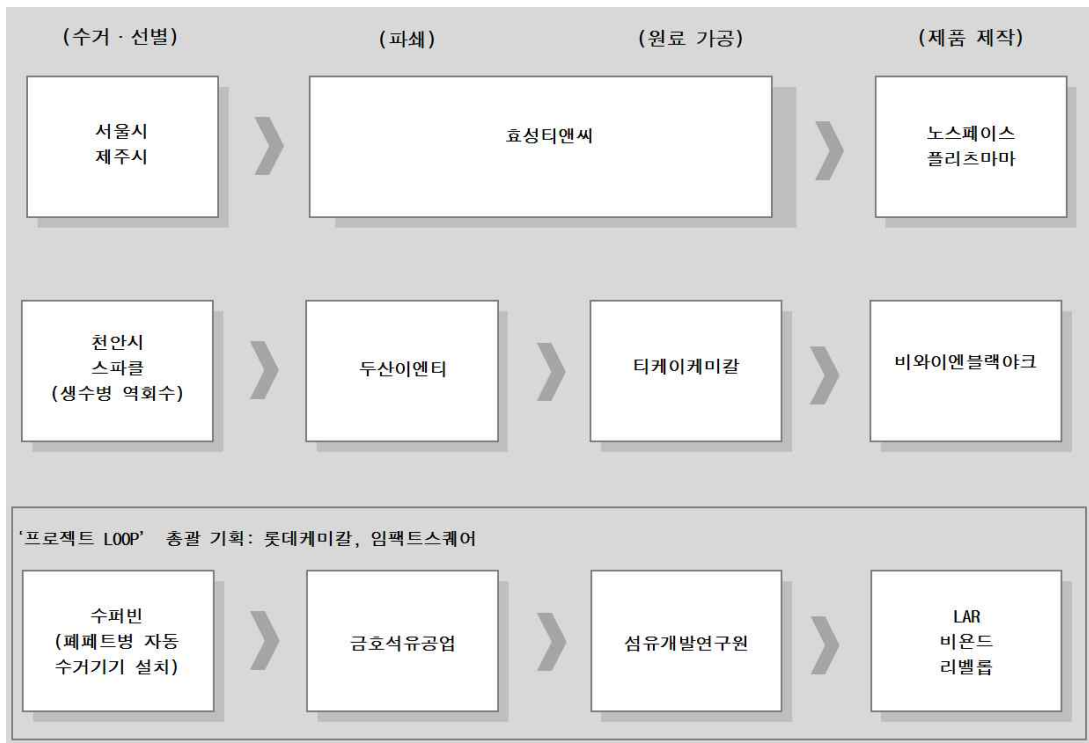 (수거 · 선별)
(파쇄)
(원료 가공)
(제품 제작)
서울시
제주시
효성티앤씨
노스페이스
플리츠마마
천안시
스파클
(생수병 역회수)
두산이엔티
티케이케미칼
비와이엔블랙야크
‘프로젝트 LOOP’ 총괄 기획: 롯데케미칼, 임팩트스퀘어
수퍼빈
(폐페트병 자동
수거기기 설치)
금호석유공업
섬유개발연구원
LAR
비욘드
리벨롭